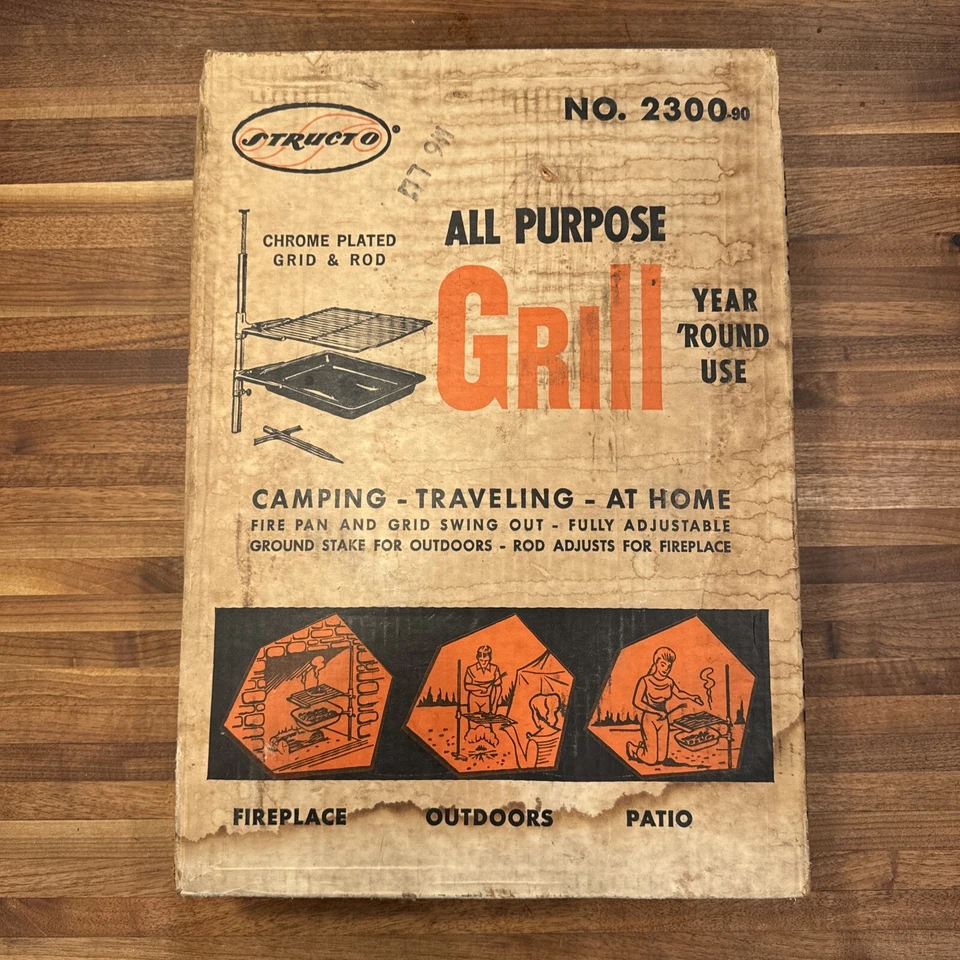 STRUCTO®
NO. 2300-90
CHROME PLATED
GRID & ROD
ALL PURPOSE
GRill
YEAR
'ROUND
USE
CAMPING - TRAVELING - AT HOME
FIRE PAN AND GRID SWING OUT - FULLY ADJUSTABLE
GROUND STAKE FOR OUTDOORS - ROD ADJUSTS FOR FIREPLACE
FIREPLACE OUTDOORS PATIO